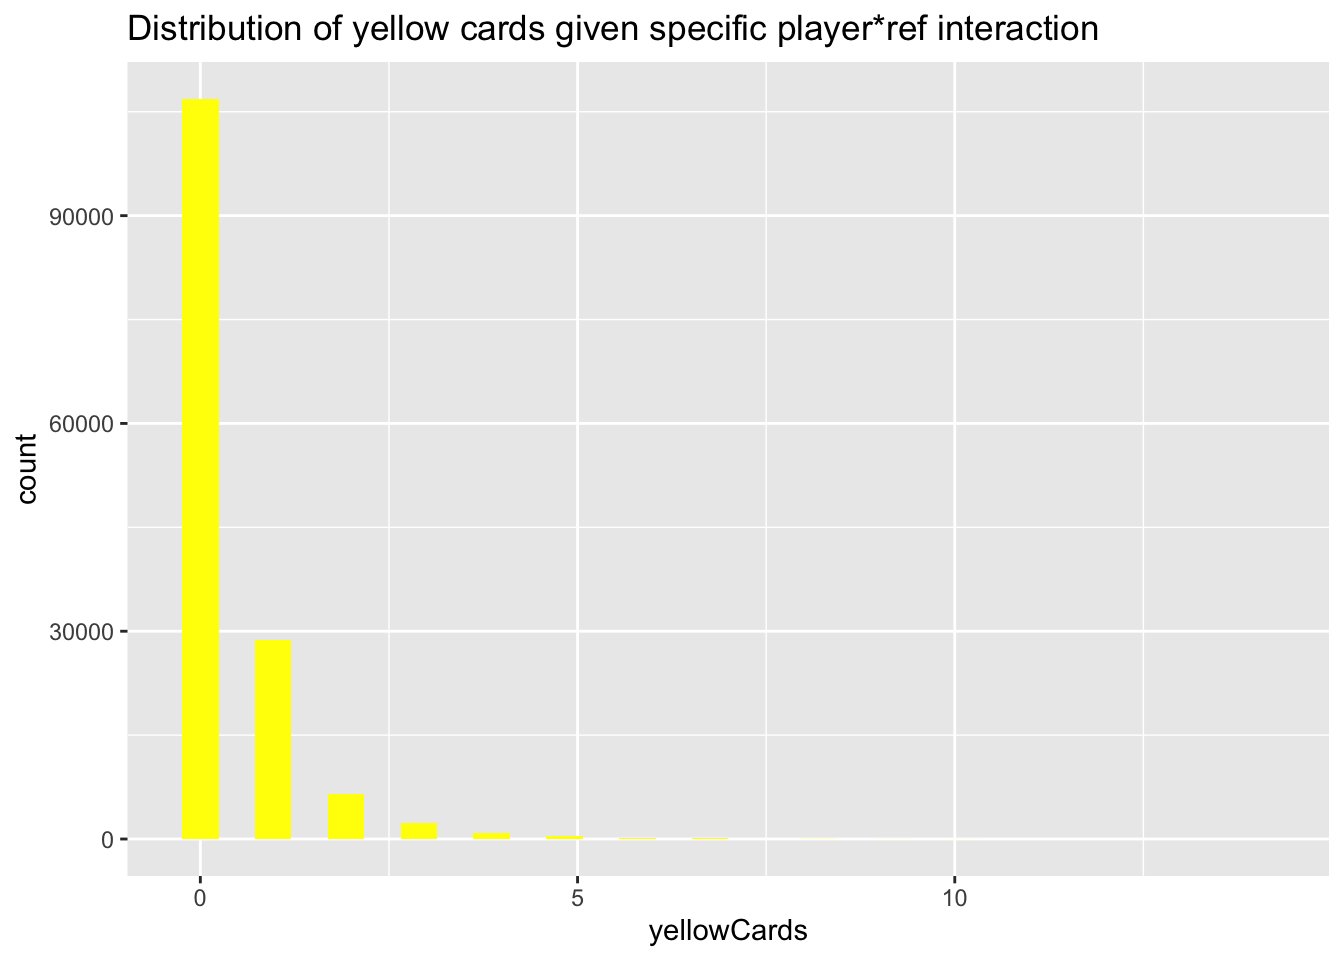 Distribution of yellow cards given specific player*ref interaction
90000
60000
30000
0
count
0 5 10
yellowCards